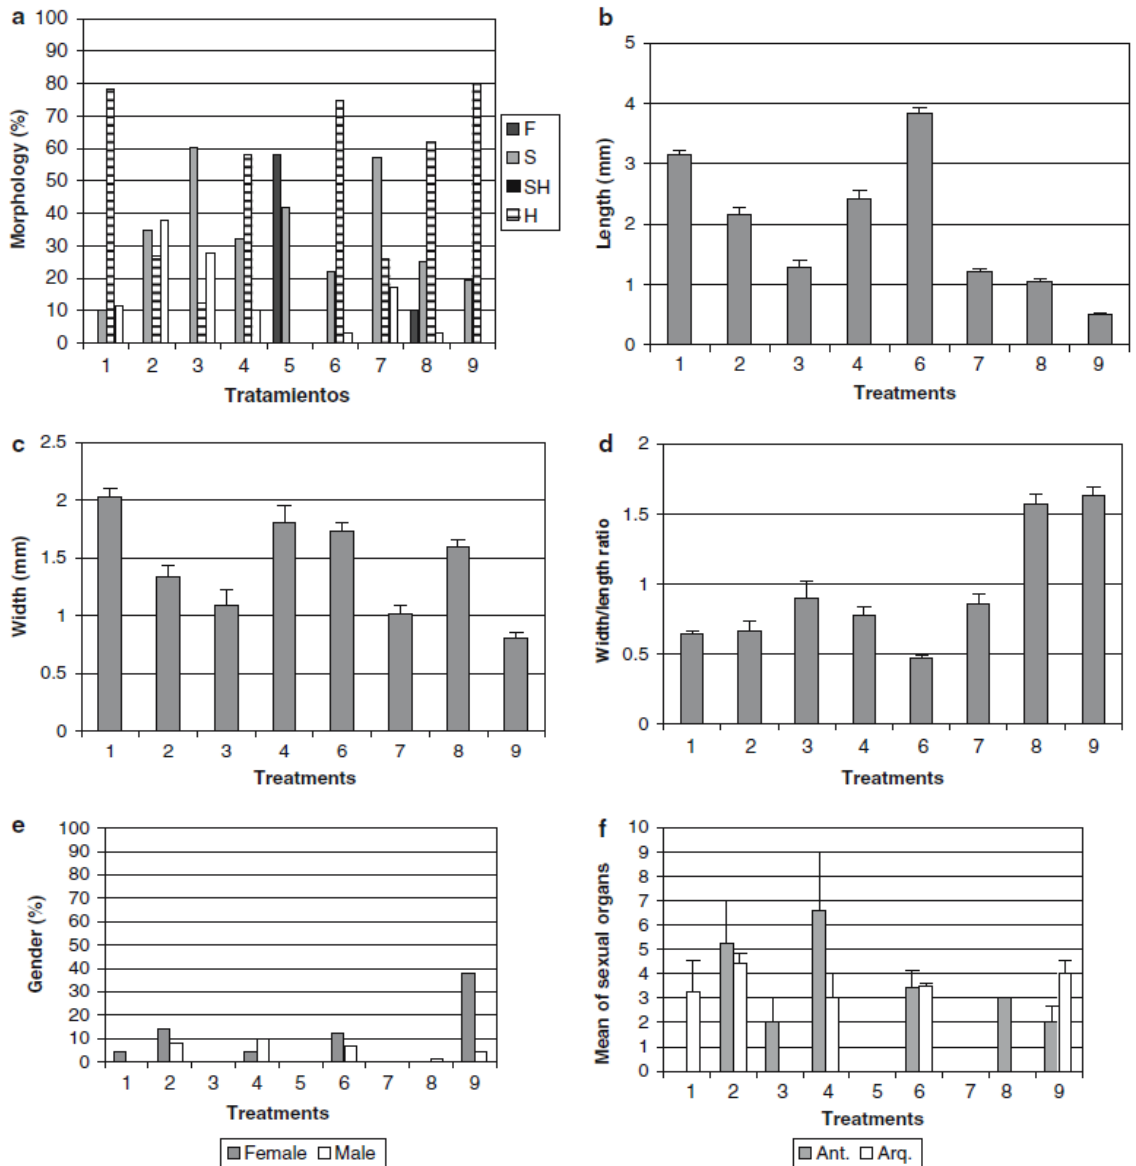 a
Morphology (%)
100
90
80
70
60
50
40
30
20
10
0
1 2 3 4 5 6 7 8 9
Tratamientos
F
S
SH
H
b
Length (mm)
5
4
3
2
1
0
1 2 3 4 6 7 8 9
Treatments
c
Width (mm)
2.5
2
1.5
1
0.5
0
1 2 3 4 6 7 8 9
Treatments
d
Width/length ratio
2
1.5
1
0.5
0
1 2 3 4 6 7 8 9
Treatments
e
Gender (%)
100
90
80
70
60
50
40
30
20
10
0
1 2 3 4 5 6 7 8 9
Treatments
Female Male
f
Mean of sexual organs
10
9
8
7
6
5
4
3
2
1
0
1 2 3 4 5 6 7 8 9
Treatments
Ant. Arq.